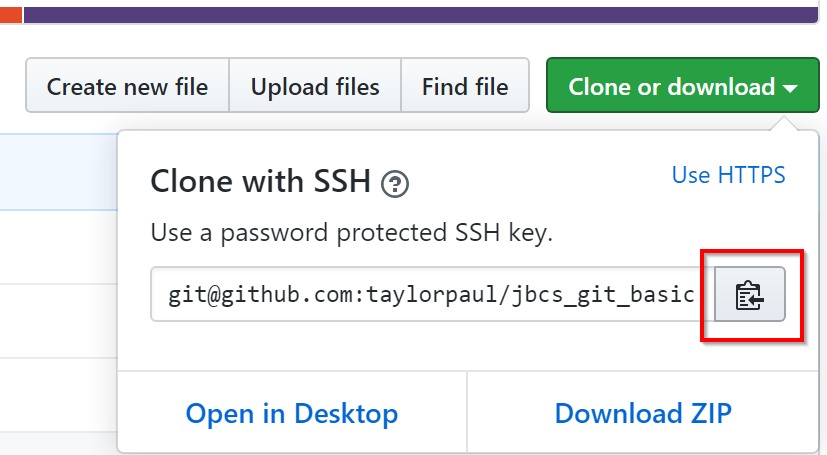 Create new file Upload files Find file Clone or download
Clone with SSH ?
Use HTTPS
Use a password protected SSH key.
git@github.com:taylorpaul/jbcs_git_basic
Open in Desktop Download ZIP